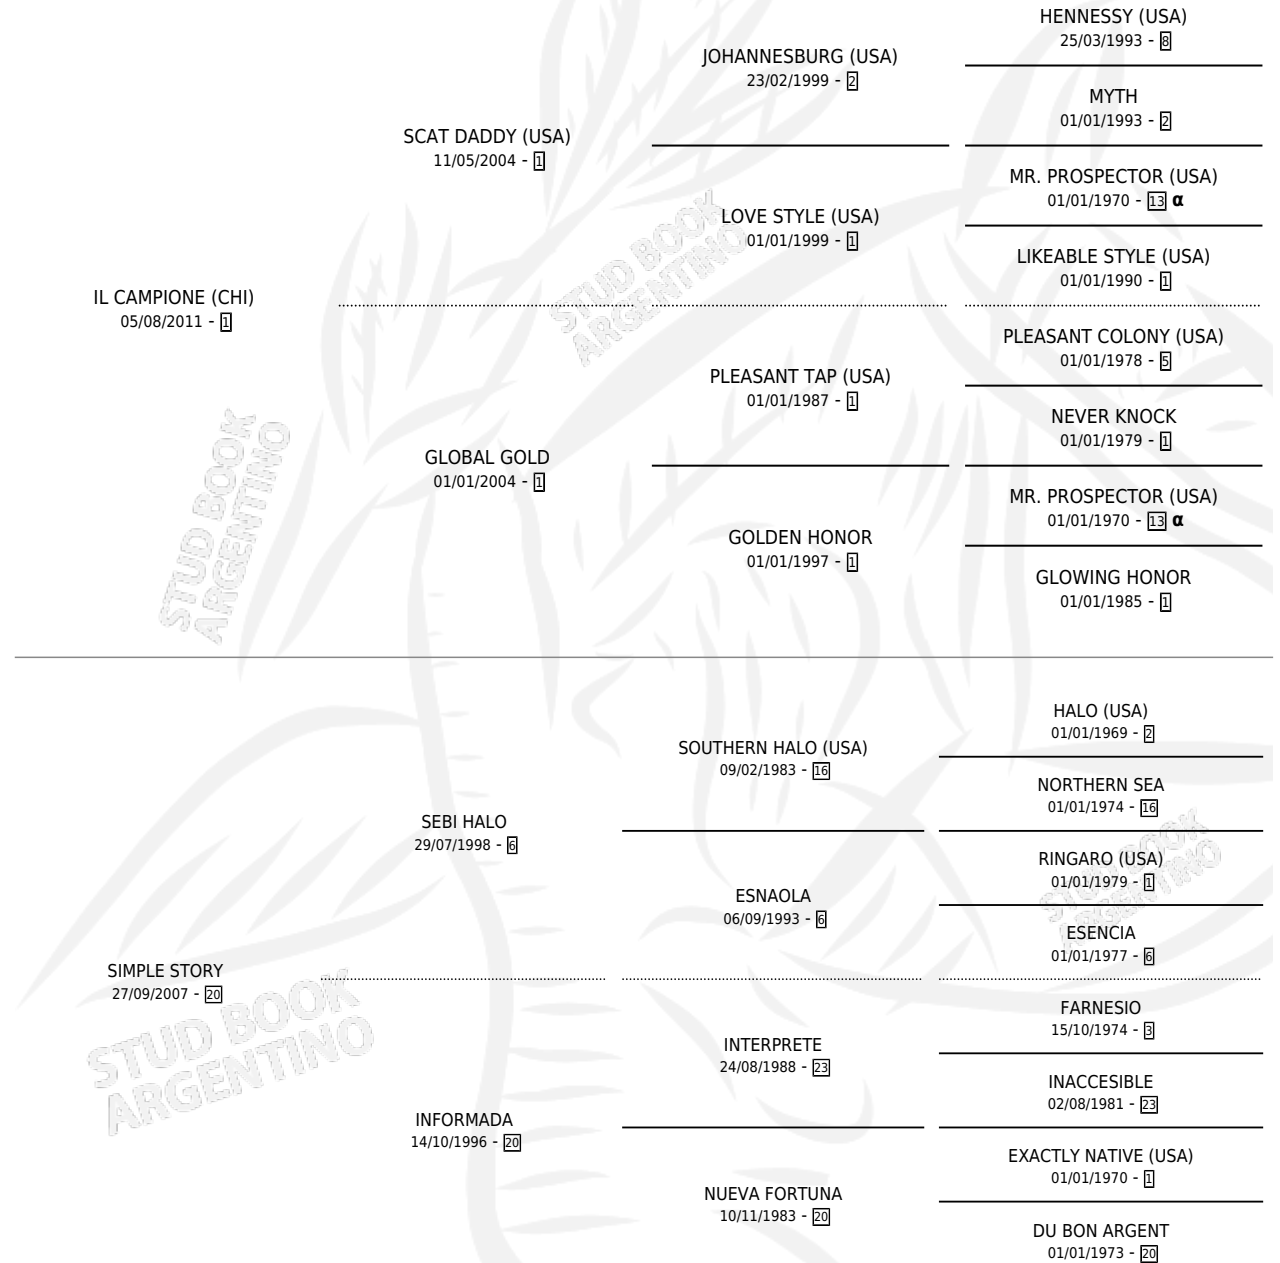 HENNESSY (USA)
25/03/1993 - 8
JOHANNESBURG (USA)
23/02/1999 - 2
MYTH
01/01/1993 - 2
SCAT DADDY (USA)
11/05/2004 - 1
MR. PROSPECTOR (USA)
01/01/1970 - 13 α
LOVE STYLE (USA)
01/01/1999 - 1
LIKEABLE STYLE (USA)
01/01/1990 - 1
IL CAMPIONE (CHI)
05/08/2011 - 1
PLEASANT COLONY (USA)
01/01/1978 - 5
PLEASANT TAP (USA)
01/01/1987 - 1
NEVER KNOCK
01/01/1979 - 1
GLOBAL GOLD
01/01/2004 - 1
MR. PROSPECTOR (USA)
01/01/1970 - 13 α
GOLDEN HONOR
01/01/1997 - 1
GLOWING HONOR
01/01/1985 - 1
HALO (USA)
01/01/1969 - 2
SOUTHERN HALO (USA)
09/02/1983 - 16
NORTHERN SEA
01/01/1974 - 16
SEBI HALO
29/07/1998 - 6
RINGARO (USA)
01/01/1979 - 1
ESNAOLA
06/09/1993 - 6
ESENCIA
01/01/1977 - 6
SIMPLE STORY
27/09/2007 - 20
FARNESIO
15/10/1974 - 3
INTERPRETE
24/08/1988 - 23
INACCESIBLE
02/08/1981 - 23
INFORMADA
14/10/1996 - 20
EXACTLY NATIVE (USA)
01/01/1970 - 1
NUEVA FORTUNA
10/11/1983 - 20
DU BON ARGENT
01/01/1973 - 20
STUD BOOK
ARGENTINO
STUD BOOK
ARGENTINO
STUD BOOK
ARGENTINO
STUD BOOK
ARGENTINO